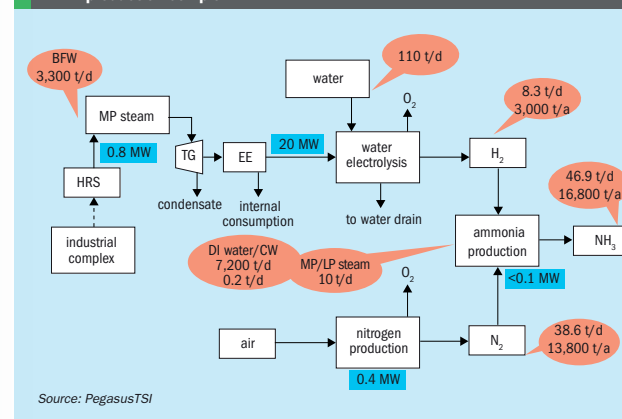 BFW
3,300 t/d
MP steam
0.8 MW
HRS
industrial
complex
TG
condensate
EE
internal
consumption
20 MW
water
110 t/d
O₂
water
electrolysis
to water drain
8.3 t/d
3,000 t/a
H₂
46.9 t/d
16,800 t/a
NH₃
ammonia
production
<0.1 MW
DI water/CW
7,200 t/d
0.2 t/d
MP/LP steam
10 t/d
O₂
air
nitrogen
production
0.4 MW
N₂
38.6 t/d
13,800 t/a
Source: PegasusTSI